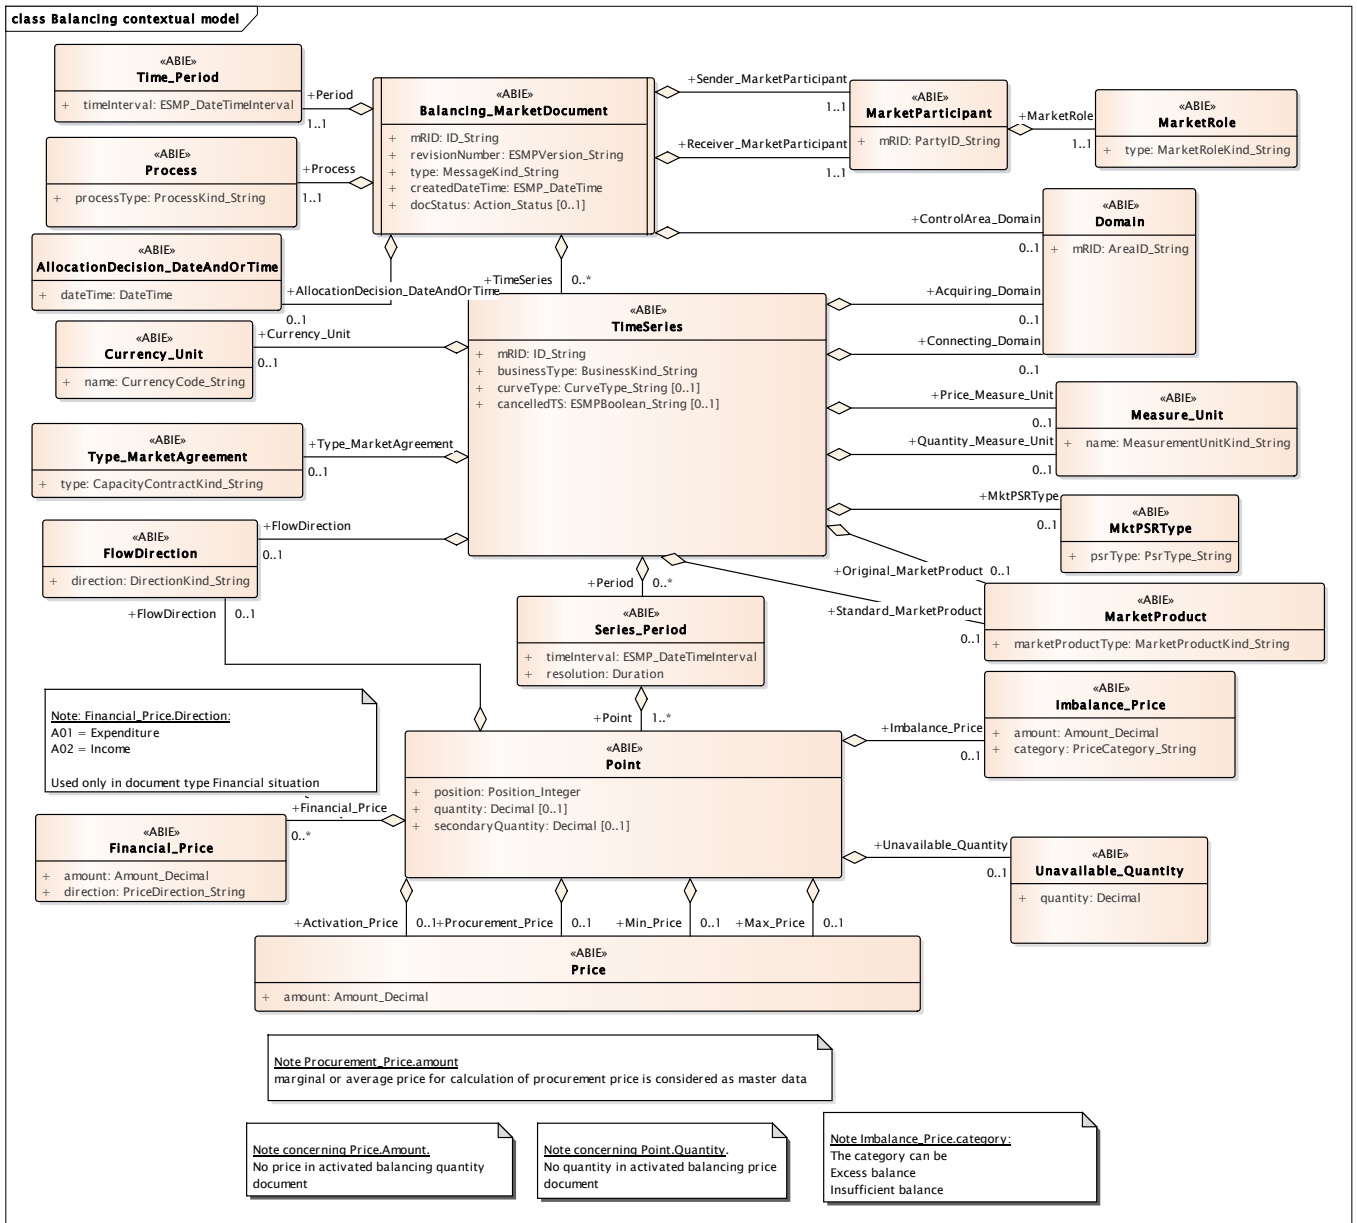 class Balancing contextual model
«ABIE»
Time_Period
+ timeInterval: ESMP_DateTimeInterval
+Period
1..1
«ABIE»
Process
+ processType: ProcessKind_String
+Process
1..1
«ABIE»
Balancing_MarketDocument
+ mRID: ID_String
+ revisionNumber: ESMPVersion_String
+ type: MessageKind_String
+ createdDateTime: ESMP_DateTime
+ docStatus: Action_Status [0..1]
+Sender_MarketParticipant
1..1
+Receiver_MarketParticipant
1..1
«ABIE»
MarketParticipant
+ mRID: PartyID_String
+MarketRole
1..1
«ABIE»
MarketRole
+ type: MarketRoleKind_String
+ControlArea_Domain
0..1
«ABIE»
Domain
+ mRID: AreaID_String
«ABIE»
AllocationDecision_DateAndOrTime
+ dateTime: DateTime
+AllocationDecision_DateAndOrTime
0..1
+TimeSeries
0..*
«ABIE»
TimeSeries
+ mRID: ID_String
+ businessType: BusinessKind_String
+ curveType: CurveType_String [0..1]
+ cancelledTS: ESMPBoolean_String [0..1]
+Acquiring_Domain
0..1
+Connecting_Domain
0..1
«ABIE»
Currency_Unit
+ name: CurrencyCode_String
+Currency_Unit
0..1
+Price_Measure_Unit
0..1
+Quantity_Measure_Unit
0..1
«ABIE»
Measure_Unit
+ name: MeasurementUnitKind_String
«ABIE»
Type_MarketAgreement
+ type: CapacityContractKind_String
+Type_MarketAgreement
0..1
+MktPSRType
0..1
«ABIE»
MktPSRType
+ psrType: PsrType_String
«ABIE»
FlowDirection
+ direction: DirectionKind_String
+FlowDirection
0..1
+FlowDirection
0..1
+Original_MarketProduct 0..1
+Standard_MarketProduct
0..1
«ABIE»
MarketProduct
+ marketProductType: MarketProductKind_String
+Period
0..*
«ABIE»
Series_Period
+ timeInterval: ESMP_DateTimeInterval
+ resolution: Duration
+Point
1..*
Note: Financial_Price.Direction:
A01 = Expenditure
A02 = Income
Used only in document type Financial situation
«ABIE»
Point
+ position: Position_Integer
+ quantity: Decimal [0..1]
+ secondaryQuantity: Decimal [0..1]
+Imbalance_Price
0..1
«ABIE»
Imbalance_Price
+ amount: Amount_Decimal
+ category: PriceCategory_String
+Financial_Price
0..*
«ABIE»
Financial_Price
+ amount: Amount_Decimal
+ direction: PriceDirection_String
+Unavailable_Quantity
0..1
«ABIE»
Unavailable_Quantity
+ quantity: Decimal
+Activation_Price
0..1
+Procurement_Price
0..1
+Min_Price
0..1
+Max_Price
0..1
«ABIE»
Price
+ amount: Amount_Decimal
Note Procurement_Price.amount
marginal or average price for calculation of procurement price is considered as master data
Note concerning Price.Amount.
No price in activated balancing quantity
document
Note concerning Point.Quantity.
No quantity in activated balancing price
document
Note Imbalance_Price.category:
The category can be
Excess balance
Insufficient balance